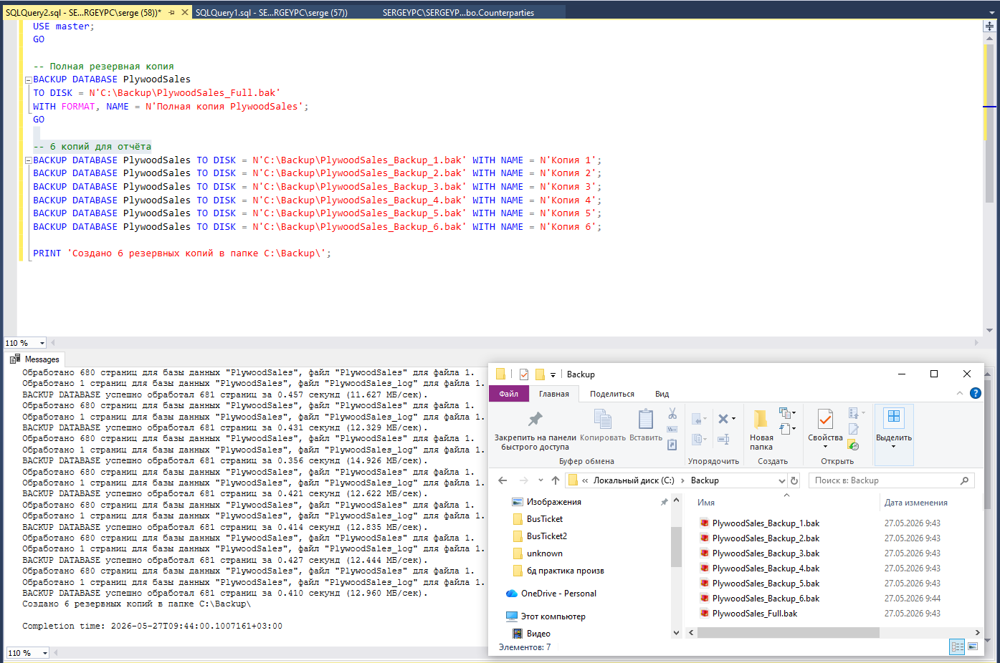 SQLQuery2.sql - SE...RGEYPC\serge (58))*
SQLQuery1.sql - SE...RGEYPC\serge (57))
SERGEYPC\SERGEYP...bo.Counterparties
USE master;
GO
-- Полная резервная копия
BACKUP DATABASE PlywoodSales
TO DISK = N'C:\Backup\PlywoodSales_Full.bak'
WITH FORMAT, NAME = N'Полная копия PlywoodSales';
GO
-- 6 копий для отчёта
BACKUP DATABASE PlywoodSales TO DISK = N'C:\Backup\PlywoodSales_Backup_1.bak' WITH NAME = N'Копия 1';
BACKUP DATABASE PlywoodSales TO DISK = N'C:\Backup\PlywoodSales_Backup_2.bak' WITH NAME = N'Копия 2';
BACKUP DATABASE PlywoodSales TO DISK = N'C:\Backup\PlywoodSales_Backup_3.bak' WITH NAME = N'Копия 3';
BACKUP DATABASE PlywoodSales TO DISK = N'C:\Backup\PlywoodSales_Backup_4.bak' WITH NAME = N'Копия 4';
BACKUP DATABASE PlywoodSales TO DISK = N'C:\Backup\PlywoodSales_Backup_5.bak' WITH NAME = N'Копия 5';
BACKUP DATABASE PlywoodSales TO DISK = N'C:\Backup\PlywoodSales_Backup_6.bak' WITH NAME = N'Копия 6';
PRINT 'Создано 6 резервных копий в папке C:\Backup\';
110 %
Messages
Обработано 680 страниц для базы данных "PlywoodSales", файл "PlywoodSales" для файла 1.
Обработано 1 страниц для базы данных "PlywoodSales", файл "PlywoodSales_log" для файла 1.
BACKUP DATABASE успешно обработал 681 страниц за 0.457 секунд (11.627 МБ/сек).
Обработано 680 страниц для базы данных "PlywoodSales", файл "PlywoodSales" для файла 1.
Обработано 1 страниц для базы данных "PlywoodSales", файл "PlywoodSales_log" для файла 1.
BACKUP DATABASE успешно обработал 681 страниц за 0.431 секунд (12.329 МБ/сек).
Обработано 680 страниц для базы данных "PlywoodSales", файл "PlywoodSales" для файла 1.
Обработано 1 страниц для базы данных "PlywoodSales", файл "PlywoodSales_log" для файла 1.
BACKUP DATABASE успешно обработал 681 страниц за 0.356 секунд (14.926 МБ/сек).
Обработано 680 страниц для базы данных "PlywoodSales", файл "PlywoodSales" для файла 1.
Обработано 1 страниц для базы данных "PlywoodSales", файл "PlywoodSales_log" для файла 1.
BACKUP DATABASE успешно обработал 681 страниц за 0.421 секунд (12.622 МБ/сек).
Обработано 680 страниц для базы данных "PlywoodSales", файл "PlywoodSales" для файла 1.
Обработано 1 страниц для базы данных "PlywoodSales", файл "PlywoodSales_log" для файла 1.
BACKUP DATABASE успешно обработал 681 страниц за 0.414 секунд (12.835 МБ/сек).
Обработано 680 страниц для базы данных "PlywoodSales", файл "PlywoodSales" для файла 1.
Обработано 1 страниц для базы данных "PlywoodSales", файл "PlywoodSales_log" для файла 1.
BACKUP DATABASE успешно обработал 681 страниц за 0.427 секунд (12.444 МБ/сек).
Обработано 680 страниц для базы данных "PlywoodSales", файл "PlywoodSales" для файла 1.
Обработано 1 страниц для базы данных "PlywoodSales", файл "PlywoodSales_log" для файла 1.
BACKUP DATABASE успешно обработал 681 страниц за 0.410 секунд (12.960 МБ/сек).
Создано 6 резервных копий в папке C:\Backup\
Completion time: 2026-05-27T09:44:00.1007161+03:00
110 %
Backup
Файл
Главная
Поделиться
Вид
Закрепить на панели
быстрого доступа
Копировать
Вставить
Буфер обмена
Упорядочить
Новая
папка
Создать
Свойства
Открыть
Выделить
« Локальный диск (C:) › Backup
Поиск в: Backup
Изображения
BusTicket
BusTicket2
unknown
бд практика произв
OneDrive - Personal
Этот компьютер
Видео
Имя
Дата изменения
PlywoodSales_Backup_1.bak 27.05.2026 9:43
PlywoodSales_Backup_2.bak 27.05.2026 9:43
PlywoodSales_Backup_3.bak 27.05.2026 9:43
PlywoodSales_Backup_4.bak 27.05.2026 9:43
PlywoodSales_Backup_5.bak 27.05.2026 9:43
PlywoodSales_Backup_6.bak 27.05.2026 9:44
PlywoodSales_Full.bak 27.05.2026 9:43
Элементов: 7